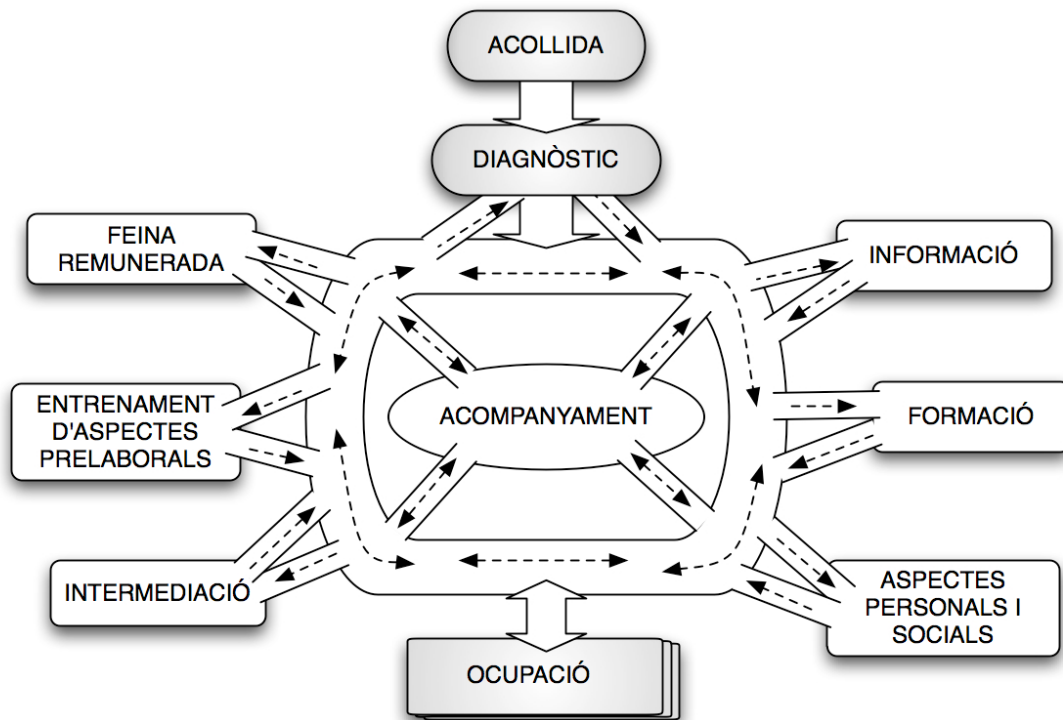 ACOLLIDA
DIAGNÒSTIC
FEINA
REMUNERADA
INFORMACIÓ
ENTRENAMENT
D'ASPECTES
PRELABORALS
ACOMPANYAMENT
FORMACIÓ
INTERMEDIACIÓ
ASPECTES
PERSONALS I
SOCIALS
OCUPACIÓ